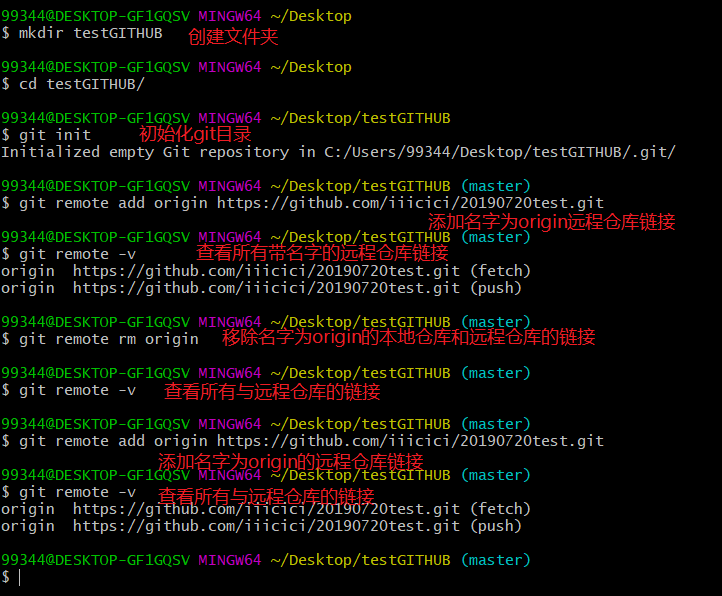 99344@DESKTOP-GF1GQSV MINGW64 ~/Desktop
$ mkdir testGITHUB 创建文件夹
99344@DESKTOP-GF1GQSV MINGW64 ~/Desktop
$ cd testGITHUB/
99344@DESKTOP-GF1GQSV MINGW64 ~/Desktop/testGITHUB
$ git init 初始化git目录
Initialized empty Git repository in C:/Users/99344/Desktop/testGITHUB/.git/
99344@DESKTOP-GF1GQSV MINGW64 ~/Desktop/testGITHUB (master)
$ git remote add origin https://github.com/iiicici/20190720test.git
添加名字为origin远程仓库链接
99344@DESKTOP-GF1GQSV MINGW64 ~/Desktop/testGITHUB (master)
$ git remote -v 查看所有带名字的远程仓库链接
origin  https://github.com/iiicici/20190720test.git (fetch)
origin  https://github.com/iiicici/20190720test.git (push)
99344@DESKTOP-GF1GQSV MINGW64 ~/Desktop/testGITHUB (master)
$ git remote rm origin 移除名字为origin的本地仓库和远程仓库的链接
99344@DESKTOP-GF1GQSV MINGW64 ~/Desktop/testGITHUB (master)
$ git remote -v 查看所有与远程仓库的链接
99344@DESKTOP-GF1GQSV MINGW64 ~/Desktop/testGITHUB (master)
$ git remote add origin https://github.com/iiicici/20190720test.git
添加名字为origin的远程仓库链接
99344@DESKTOP-GF1GQSV MINGW64 ~/Desktop/testGITHUB (master)
$ git remote -v 查看所有与远程仓库的链接
origin  https://github.com/iiicici/20190720test.git (fetch)
origin  https://github.com/iiicici/20190720test.git (push)
99344@DESKTOP-GF1GQSV MINGW64 ~/Desktop/testGITHUB (master)
$